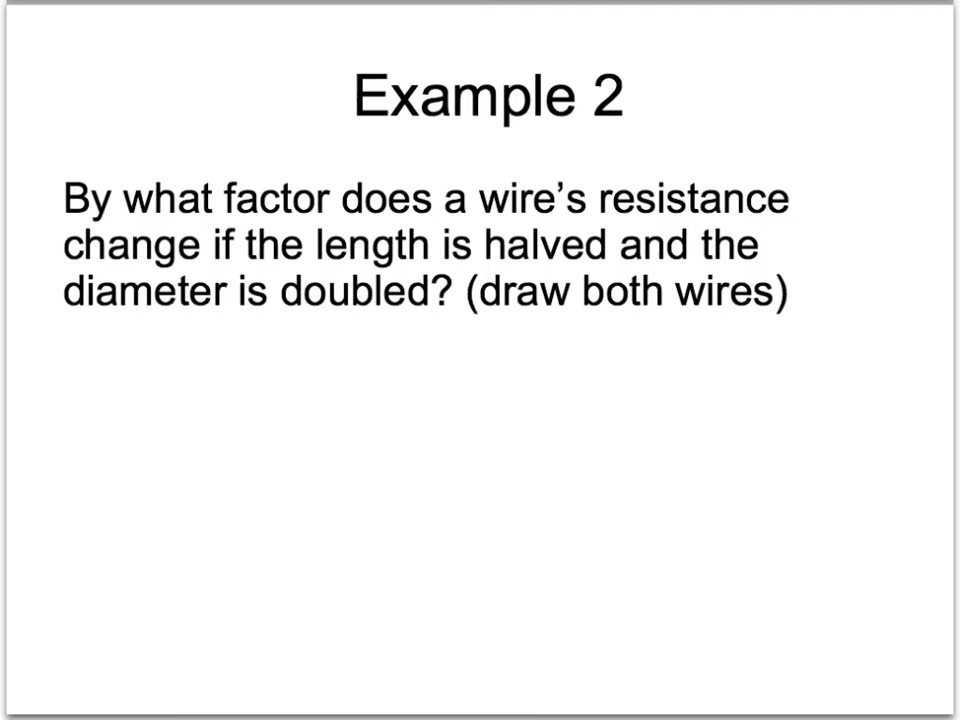 Example 2
By what factor does a wire’s resistance
change if the length is halved and the
diameter is doubled? (draw both wires)